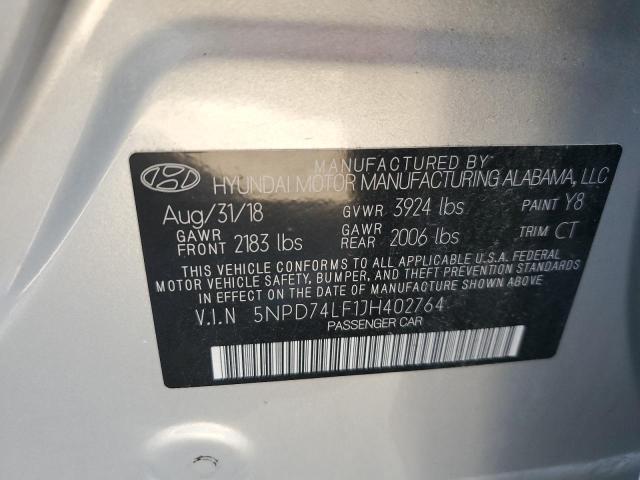 MANUFACTURED BY
HYUNDAI MOTOR MANUFACTURING ALABAMA, LLC
Aug/31/18 GVWR 3924 lbs PAINT Y8
GAWR FRONT 2183 lbs GAWR REAR 2006 lbs TRIM CT
THIS VEHICLE CONFORMS TO ALL APPLICABLE U.S.A. FEDERAL
MOTOR VEHICLE SAFETY, BUMPER, AND THEFT PREVENTION
STANDARDS IN EFFECT ON THE DATE OF MANUFACTURE SHOWN ABOVE.
V.I.N 5NPD74LF1JH402764
PASSENGER CAR